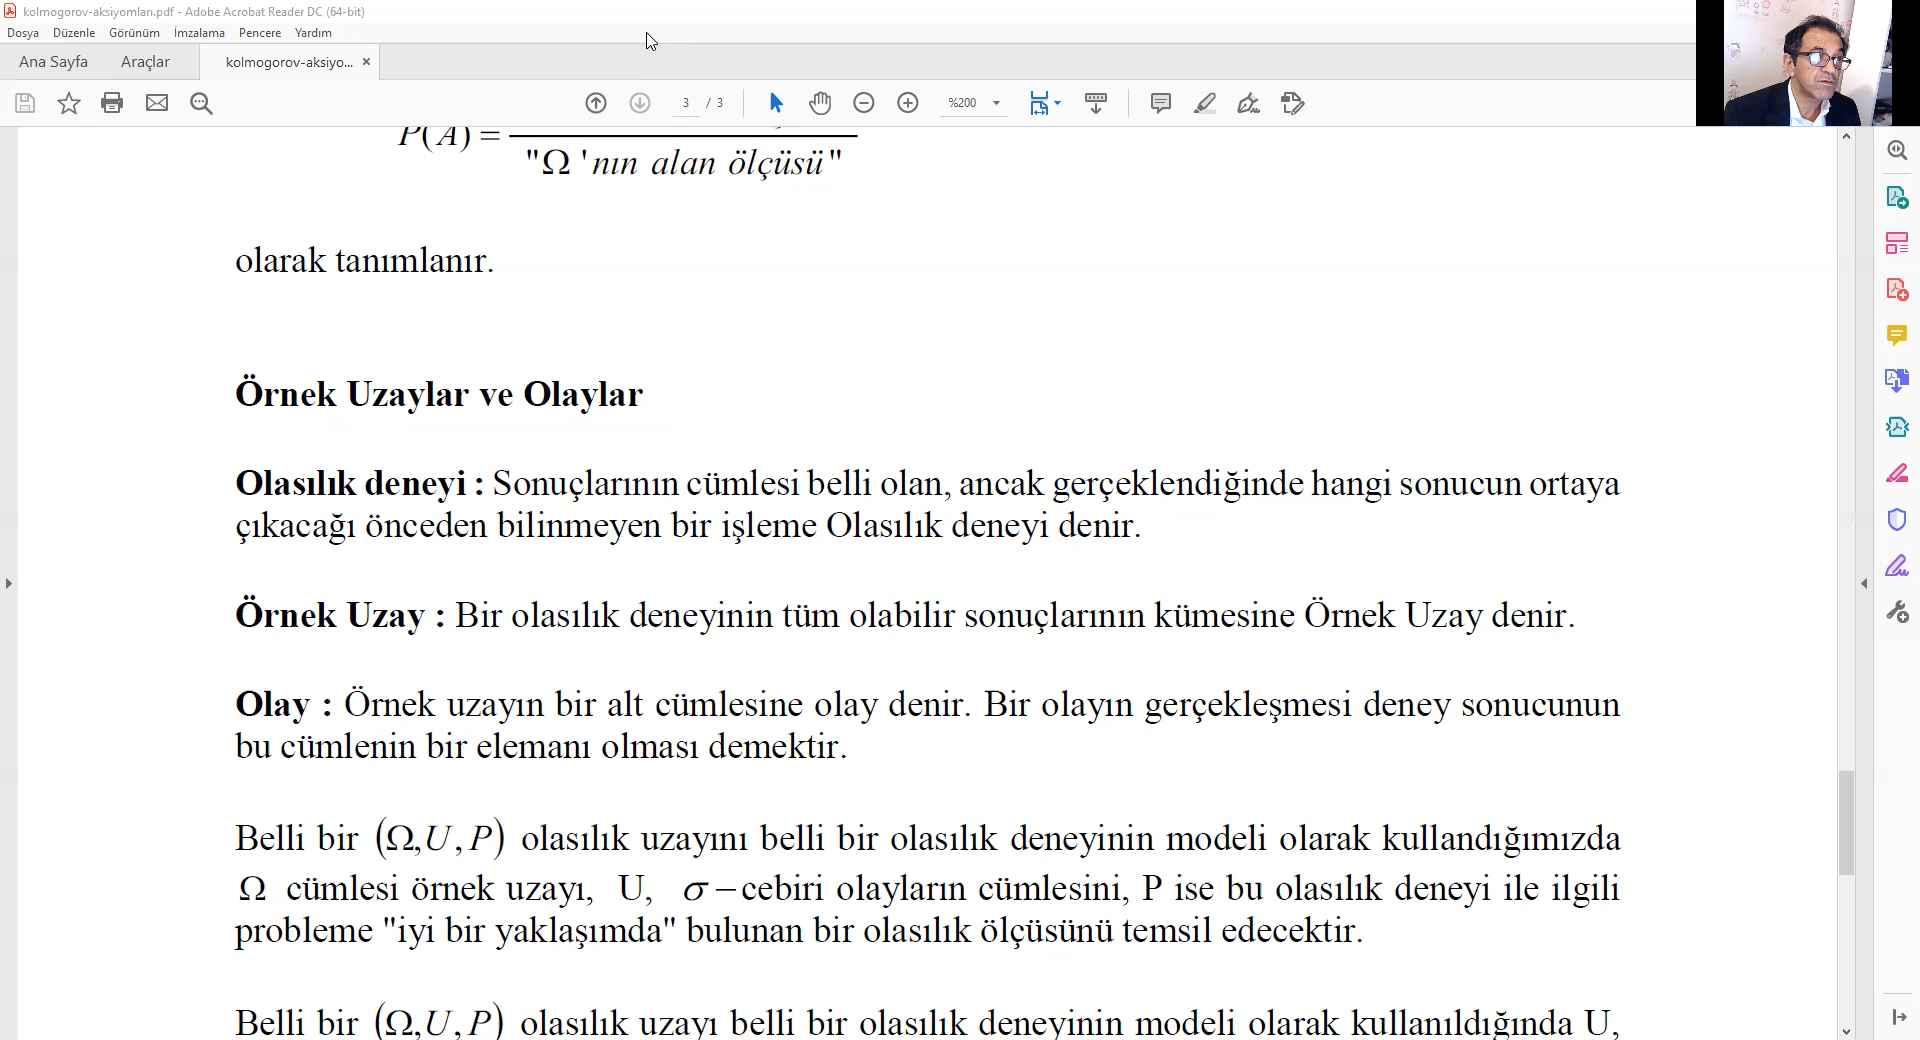 kolmogorov-aksiyomları.pdf - Adobe Acrobat Reader DC (64-bit)
Dosya Düzenle Görünüm İmzalama Pencere Yardım
Ana Sayfa Araçlar kolmogorov-aksiyo... ×
3 / 3 %200
P(A) =
"Ω 'nın alan ölçüsü"
olarak tanımlanır.
Örnek Uzaylar ve Olaylar
Olasılık deneyi : Sonuçlarının cümlesi belli olan, ancak gerçeklendiğinde hangi sonucun ortaya
çıkacağı önceden bilinmeyen bir işleme Olasılık deneyi denir.
Örnek Uzay : Bir olasılık deneyinin tüm olabilir sonuçlarının kümesine Örnek Uzay denir.
Olay : Örnek uzayın bir alt cümlesine olay denir. Bir olayın gerçekleşmesi deney sonucunun
bu cümlenin bir elemanı olması demektir.
Belli bir (Ω,U,P) olasılık uzayını belli bir olasılık deneyinin modeli olarak kullandığımızda
Ω cümlesi örnek uzayı, U, σ−cebiri olayların cümlesini, P ise bu olasılık deneyi ile ilgili
probleme "iyi bir yaklaşımda" bulunan bir olasılık ölçüsünü temsil edecektir.
Belli bir (Ω,U,P) olasılık uzayı belli bir olasılık deneyinin modeli olarak kullanıldığında U,